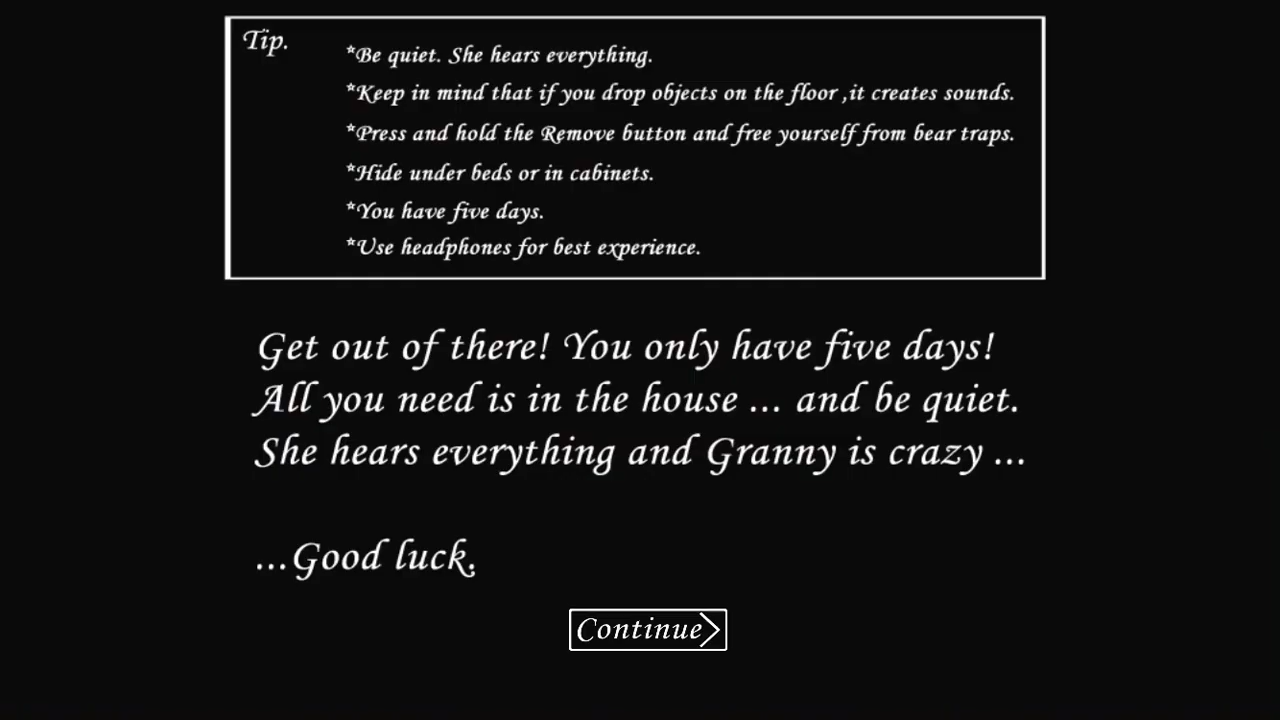 Tip.
*Be quiet. She hears everything.
*Keep in mind that if you drop objects on the floor ,it creates sounds.
*Press and hold the Remove button and free yourself from bear traps.
*Hide under beds or in cabinets.
*You have five days.
*Use headphones for best experience.
Get out of there! You only have five days!
All you need is in the house ... and be quiet.
She hears everything and Granny is crazy ...
...Good luck.
Continue